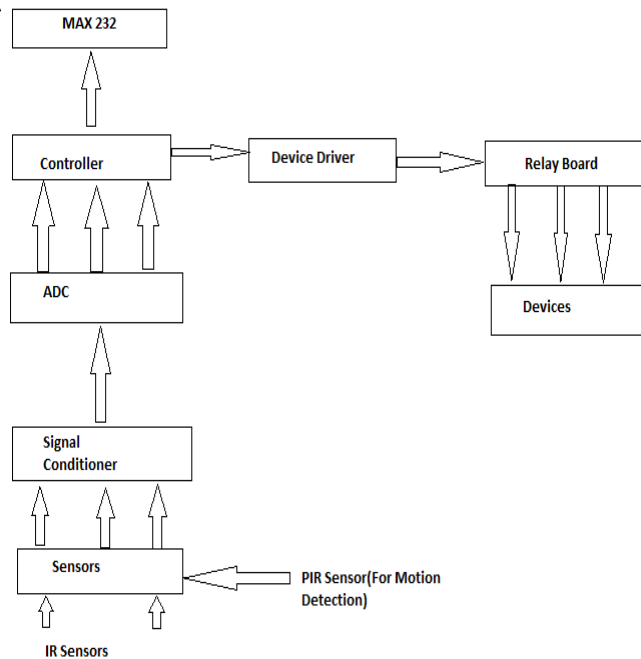 MAX 232
Controller
Device Driver
Relay Board
ADC
Devices
Signal
Conditioner
Sensors
PIR Sensor(For Motion
Detection)
IR Sensors